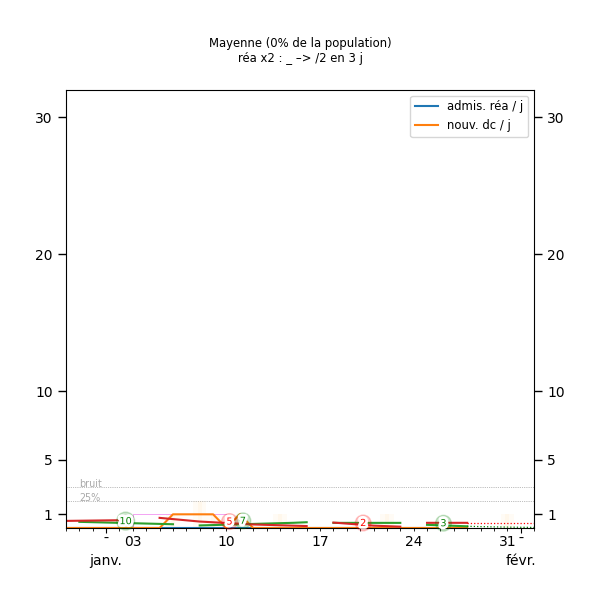 Mayenne (0% de la population)
réa x2 : _ –> /2 en 3 j
admis. réa / j
nouv. dc / j
30 30
20 20
10 10
5 5
bruit
25%
1 1
10 5 7 2 3
- 03 10 17 24 31 -
janv. févr.